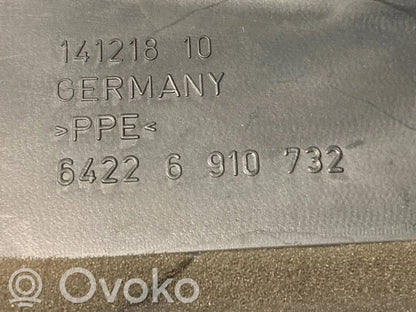 141218 10
GERMANY
>PPE<
6422 6 910 732
Ovoko